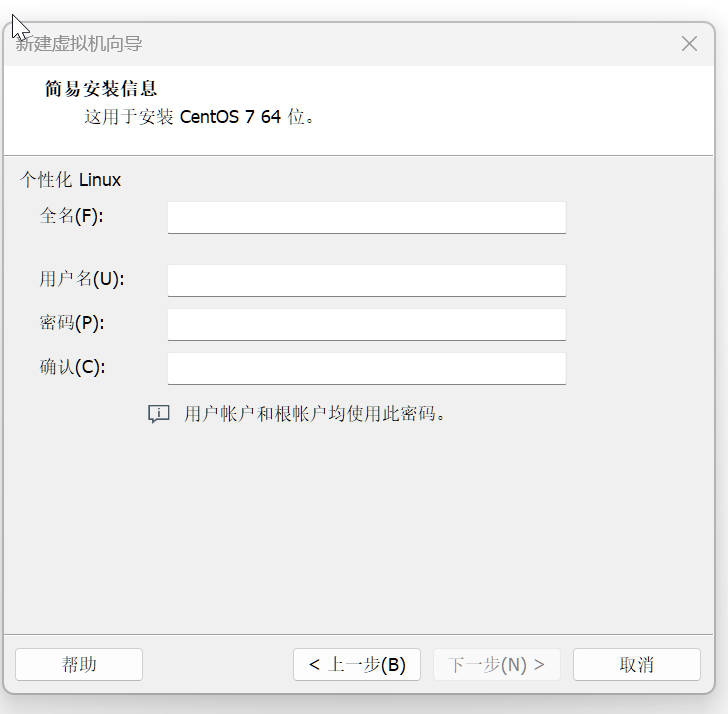 新建虚拟机向导
简易安装信息
这用于安装 CentOS 7 64 位。
个性化 Linux
全名(F):
用户名(U):
密码(P):
确认(C):
用户帐户和根帐户均使用此密码。
帮助 < 上一步(B) 下一步(N) > 取消